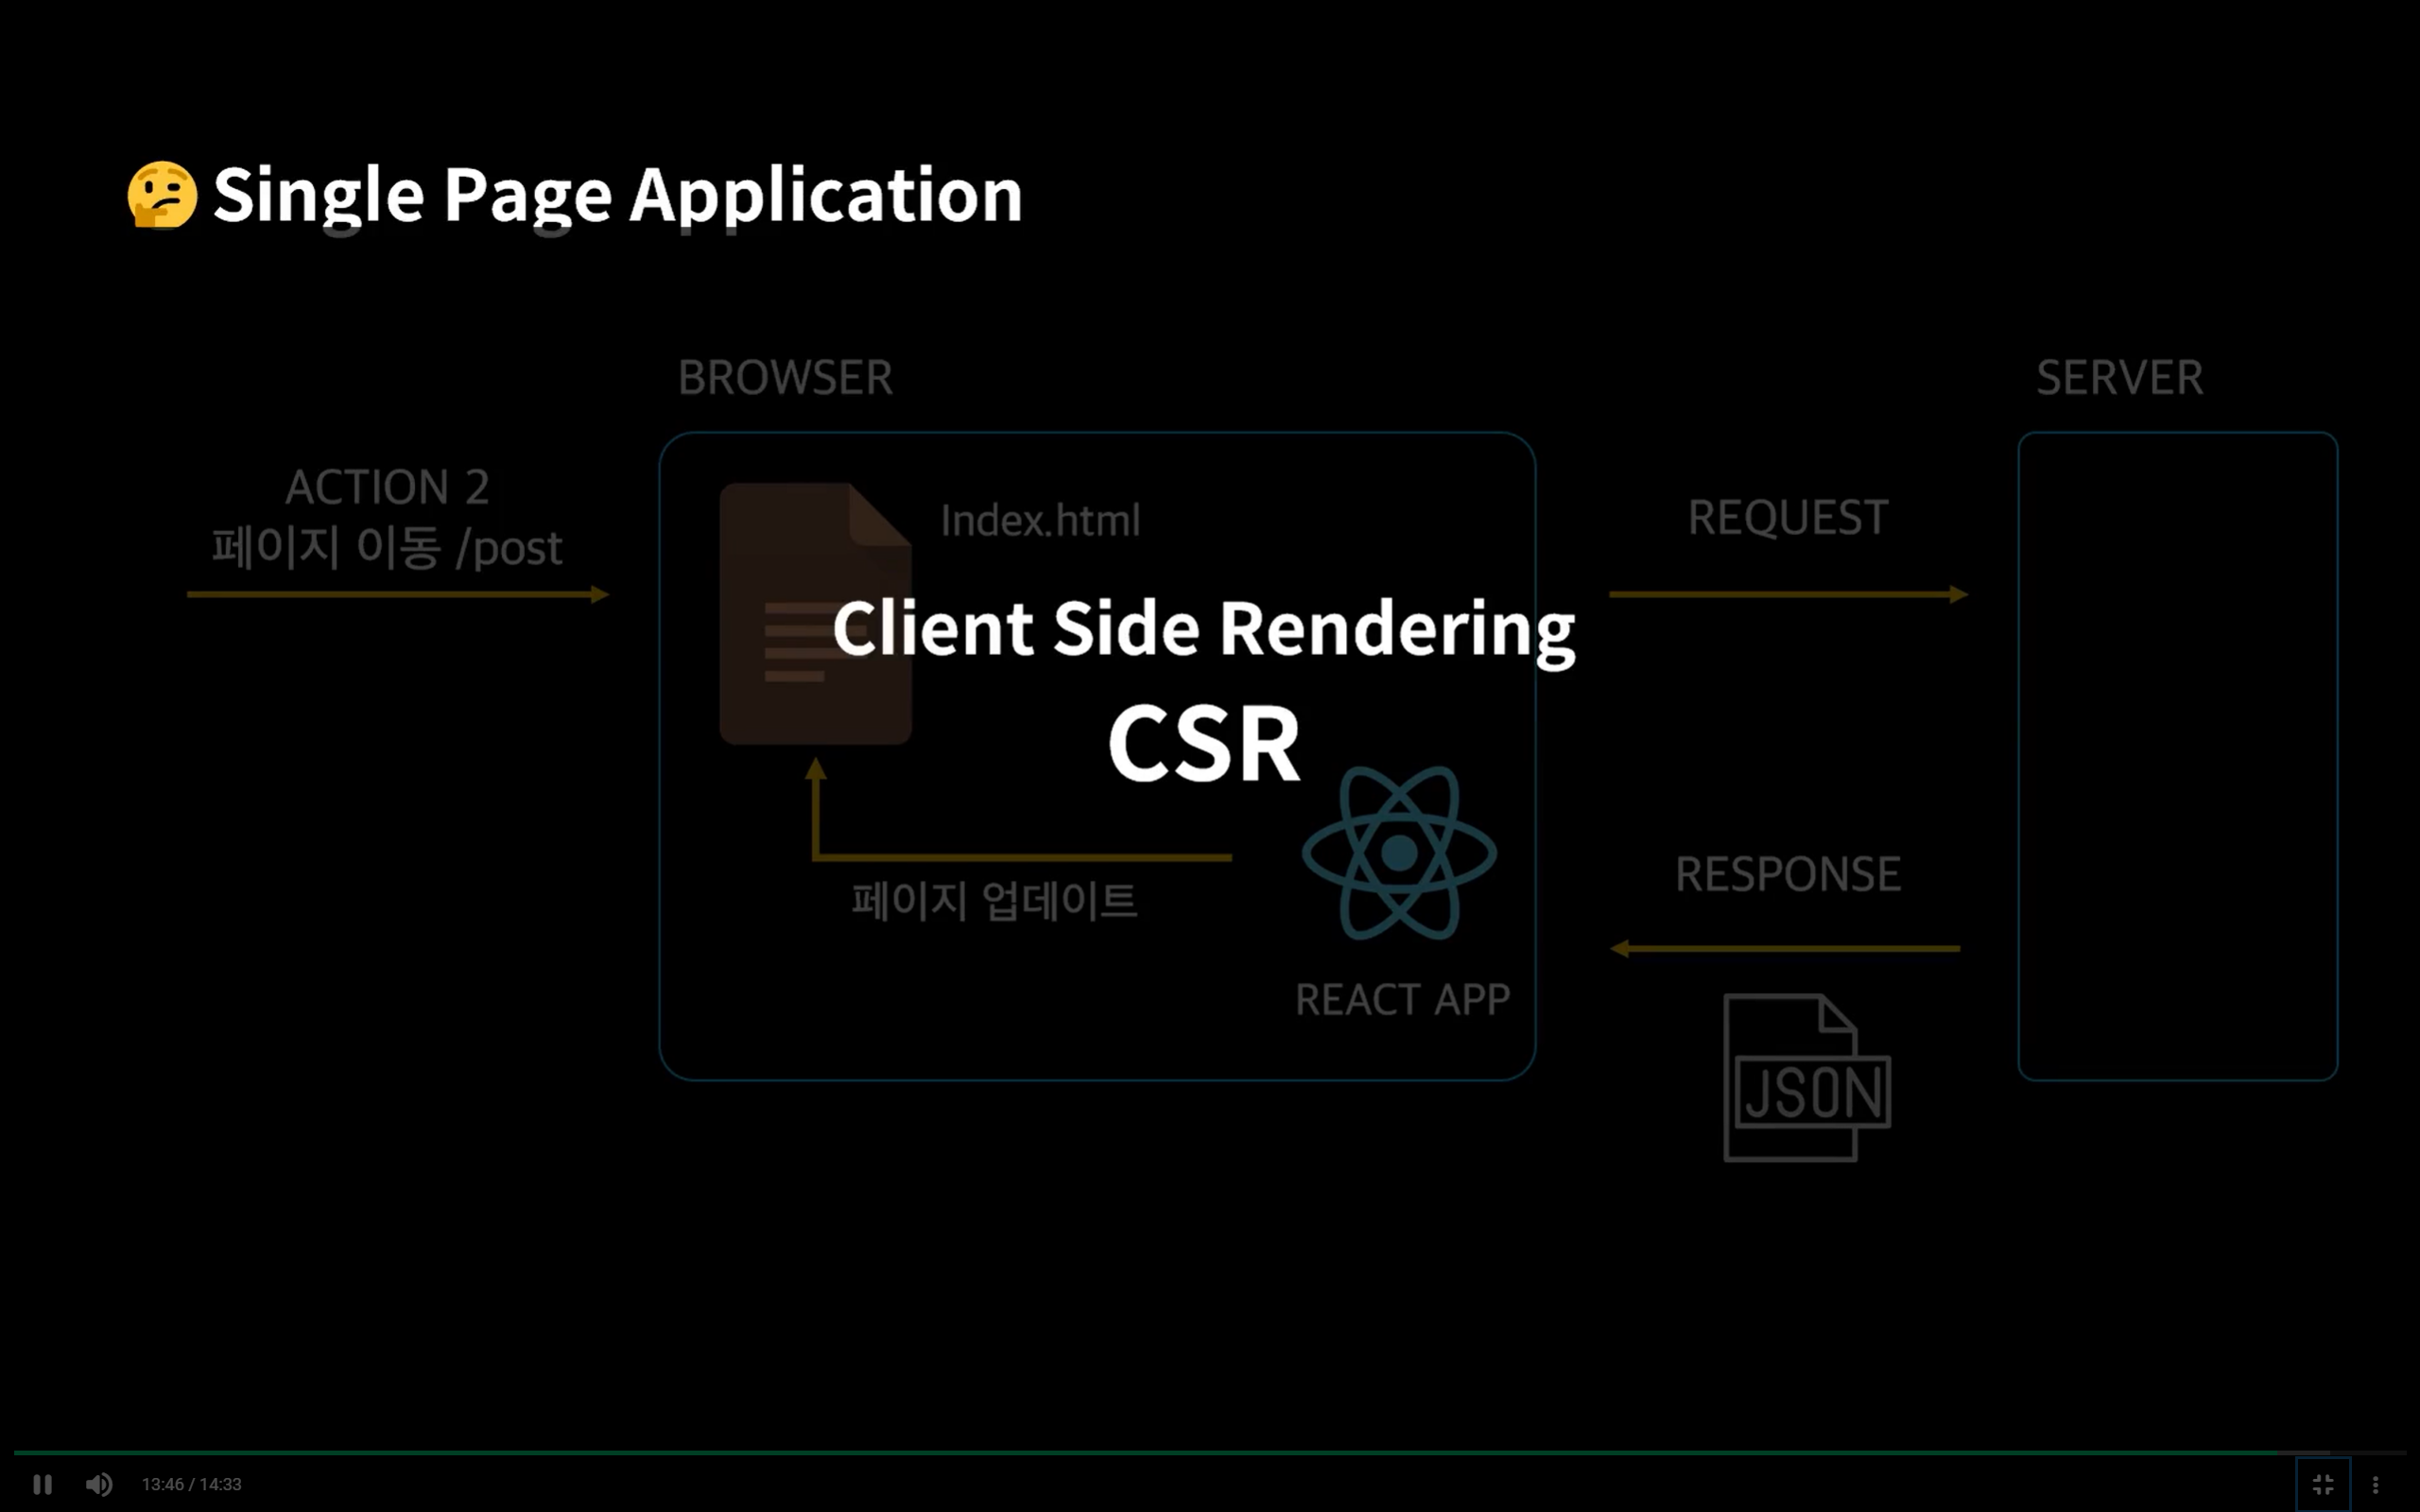 🤔 Single Page Application
BROWSER
SERVER
ACTION 2
페이지 이동 /post
Index.html
REQUEST
Client Side Rendering
CSR
페이지 업데이트
RESPONSE
REACT APP
JSON
13:46 / 14:33